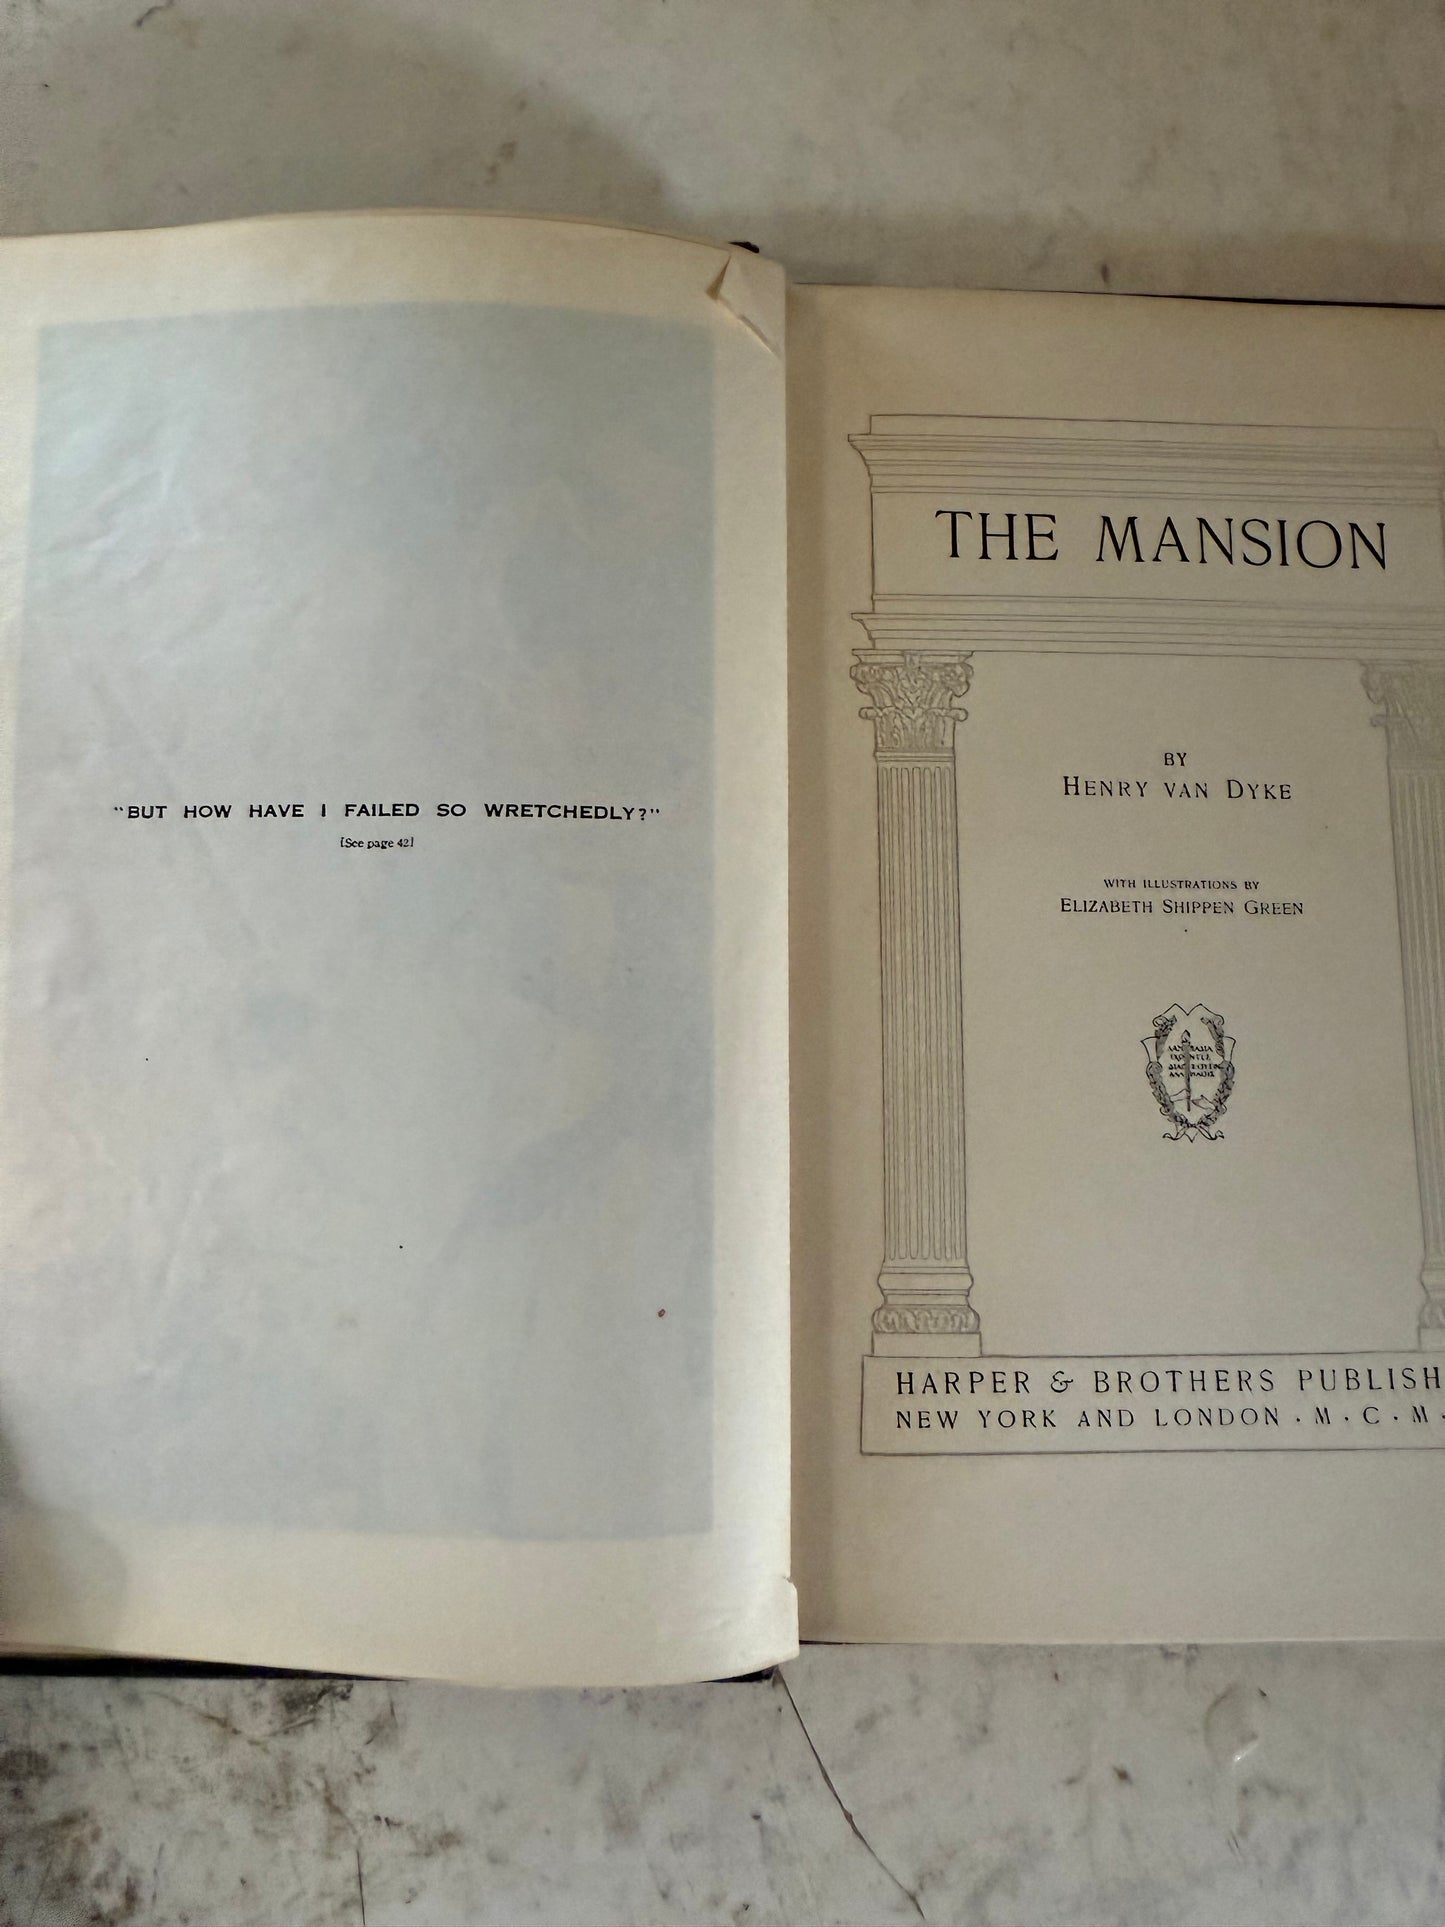 "BUT HOW HAVE I FAILED SO WRETCHEDLY?"
[See page 42]
THE MANSION
BY
HENRY VAN DYKE
WITH ILLUSTRATIONS BY
ELIZABETH SHIPPEN GREEN
HARPER & BROTHERS PUBLISH
NEW YORK AND LONDON · M · C · M ·